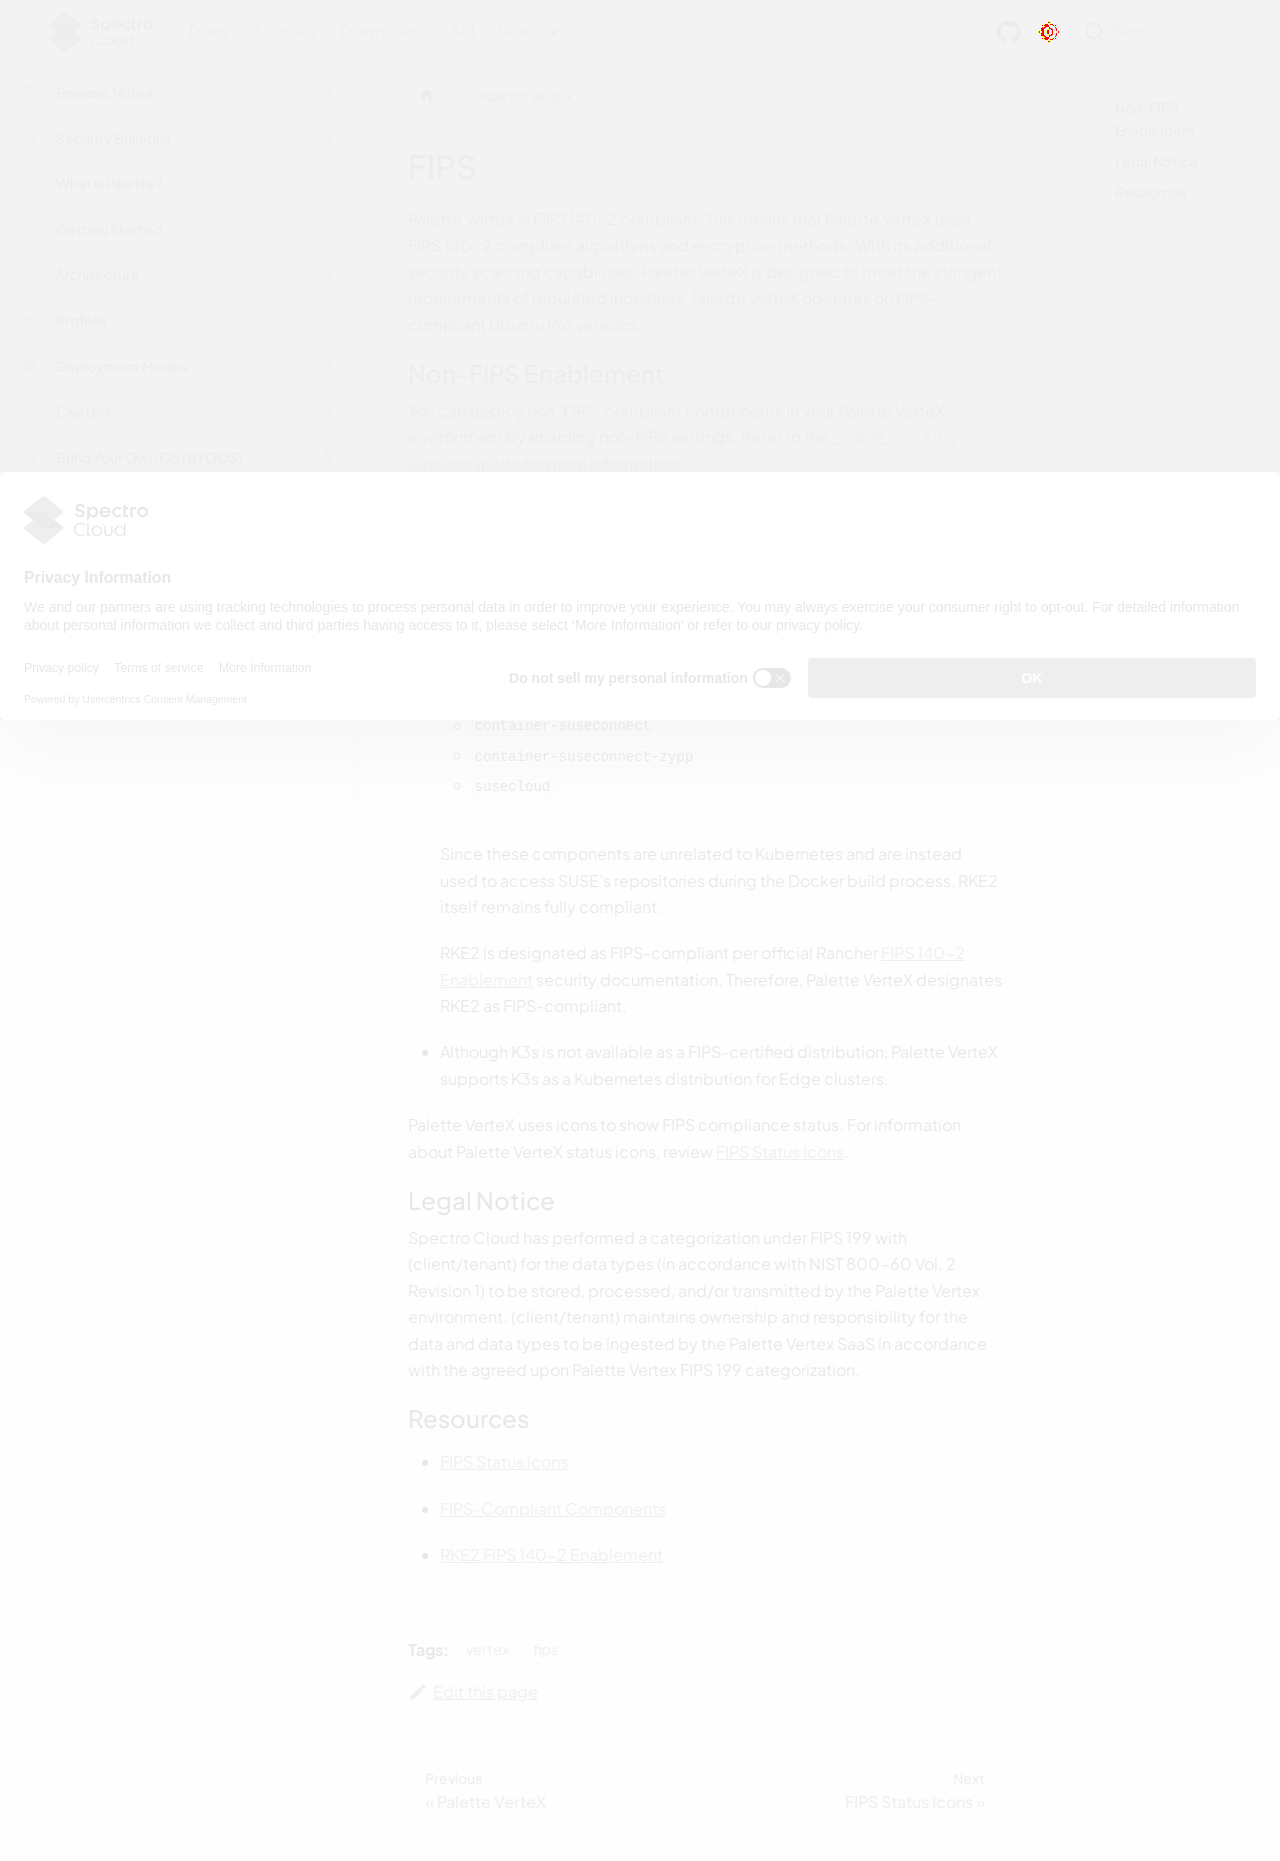 Spectro Cloud
Docs Tutorials Downloads API latest
Search
Release Notes
Security Bulletins
What is Palette?
Getting Started
Architecture
Profiles
Deployment Modes
Clusters
Bring Your Own OS (BYOOS)
Palette VerteX
FIPS
Non-FIPS
Enablement
Legal Notice
Resources
FIPS
Palette VerteX is FIPS 140-2 compliant. This means that Palette VerteX uses
FIPS 140-2 compliant algorithms and encryption methods. With its additional
security scanning capabilities, Palette VerteX is designed to meet the stringent
requirements of regulated industries. Palette VerteX operates on FIPS-
compliant Ubuntu Pro versions.
Non-FIPS Enablement
You can deploy non-FIPS-compliant components in your Palette VerteX
environment by enabling non-FIPS settings. Refer to the Enable non-FIPS
Settings guide for more information.
Spectro
Cloud
Privacy Information
We and our partners are using tracking technologies to process personal data in order to improve your experience. You may always exercise your consumer right to opt-out. For detailed information
about personal information we collect and third parties having access to it, please select ‘More Information’ or refer to our privacy policy.
Privacy policy Terms of service More Information
Do not sell my personal information
OK
Powered by Usercentrics Consent Management
container-suseconnect
container-suseconnect-zypp
susecloud
Since these components are unrelated to Kubernetes and are instead
used to access SUSE's repositories during the Docker build process, RKE2
itself remains fully compliant.
RKE2 is designated as FIPS-compliant per official Rancher FIPS 140-2
Enablement security documentation. Therefore, Palette VerteX designates
RKE2 as FIPS-compliant.
Although K3s is not available as a FIPS-certified distribution, Palette VerteX
supports K3s as a Kubernetes distribution for Edge clusters.
Palette VerteX uses icons to show FIPS compliance status. For information
about Palette VerteX status icons, review FIPS Status Icons.
Legal Notice
Spectro Cloud has performed a categorization under FIPS 199 with
(client/tenant) for the data types (in accordance with NIST 800-60 Vol. 2
Revision 1) to be stored, processed, and/or transmitted by the Palette Vertex
environment. (client/tenant) maintains ownership and responsibility for the
data and data types to be ingested by the Palette Vertex SaaS in accordance
with the agreed upon Palette Vertex FIPS 199 categorization.
Resources
FIPS Status Icons
FIPS-Compliant Components
RKE2 FIPS 140-2 Enablement
Tags: vertex fips
Edit this page
Previous
« Palette VerteX
Next
FIPS Status Icons »